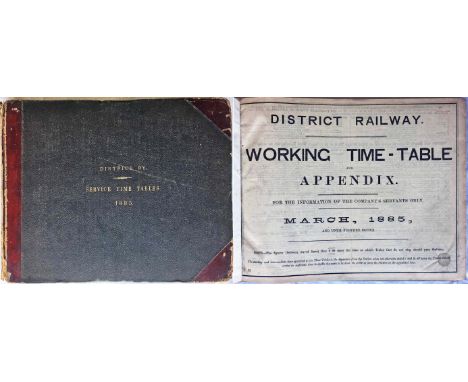 DISTRICT RY.
SERVICE TIME TABLES
1885
DISTRICT RAILWAY.
WORKING TIME-TABLE
AND
APPENDIX.
FOR THE INFORMATION OF THE COMPANY'S SERVANTS ONLY.
MARCH, 1885,
AND UNTIL FURTHER NOTICE.